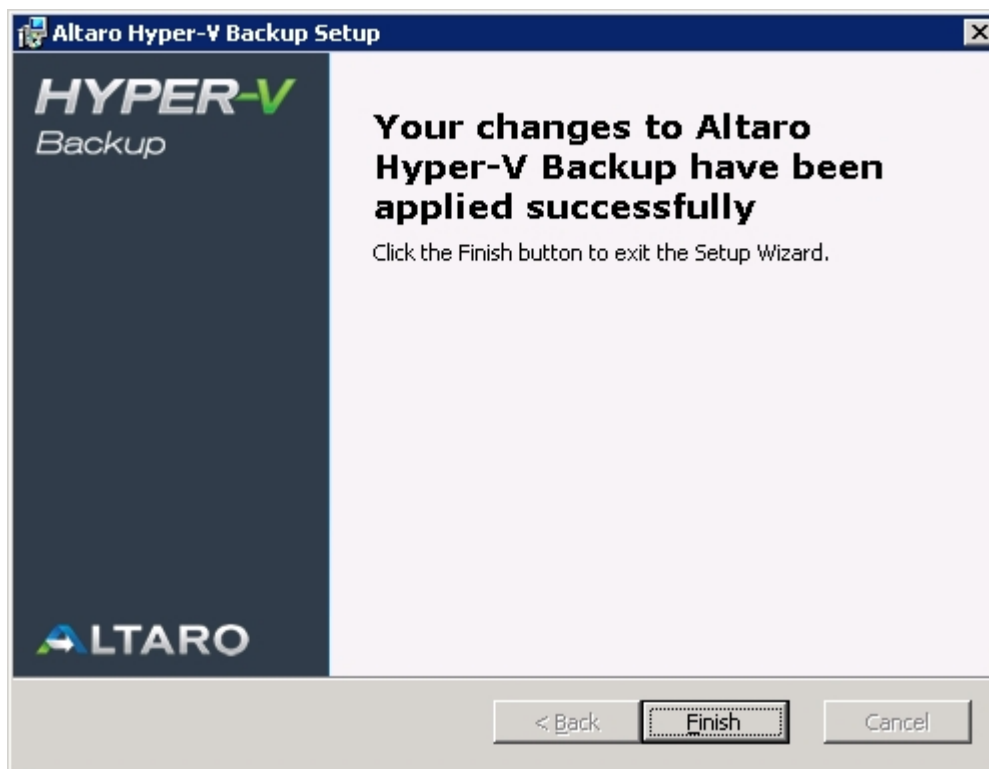 Altaro Hyper-V Backup Setup
HYPER-V
Backup
Your changes to Altaro
Hyper-V Backup have been
applied successfully
Click the Finish button to exit the Setup Wizard.
ALTARO
< Back Finish Cancel